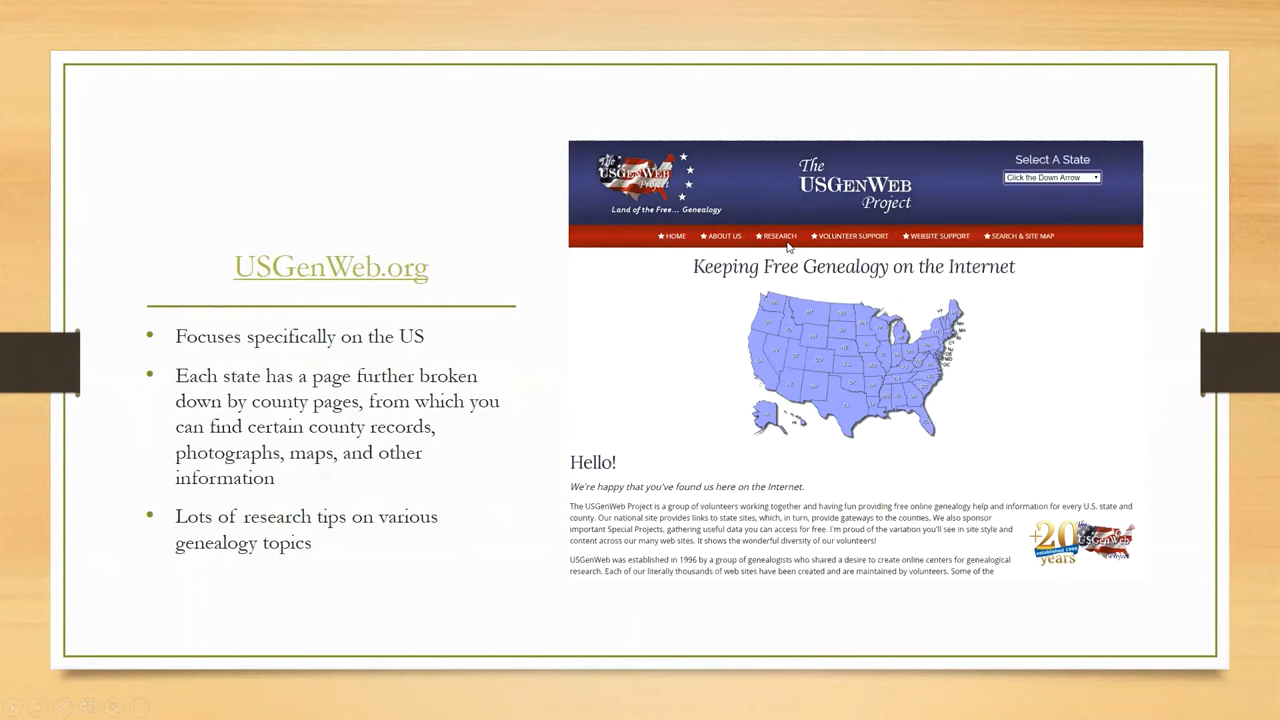 USGenWeb.org
• Focuses specifically on the US
• Each state has a page further broken
down by county pages, from which you
can find certain county records,
photographs, maps, and other
information
• Lots of research tips on various
genealogy topics
The
USGenWeb
Project
Land of the Free... Genealogy
The
USGenWeb
Project
Select A State
Click the Down Arrow
HOME ABOUT US RESEARCH VOLUNTEER SUPPORT WEBSITE SUPPORT SEARCH & SITE MAP
Keeping Free Genealogy on the Internet
Hello!
We're happy that you've found us here on the Internet.
The USGenWeb Project is a group of volunteers working together and having fun providing free online genealogy help and information for every U.S. state and
county. Our national site provides links to state sites, which, in turn, provide gateways to the counties. We also sponsor
important Special Projects, gathering useful data you can access for free. I'm proud of the variation you'll see in site style and
content across our many web sites. It shows the wonderful diversity of our volunteers!
USGenWeb was established in 1996 by a group of genealogists who shared a desire to create online centers for genealogical
research. Each of our literally thousands of web sites have been created and are maintained by volunteers. Some of the
+20
established 1996
years
USGenWeb